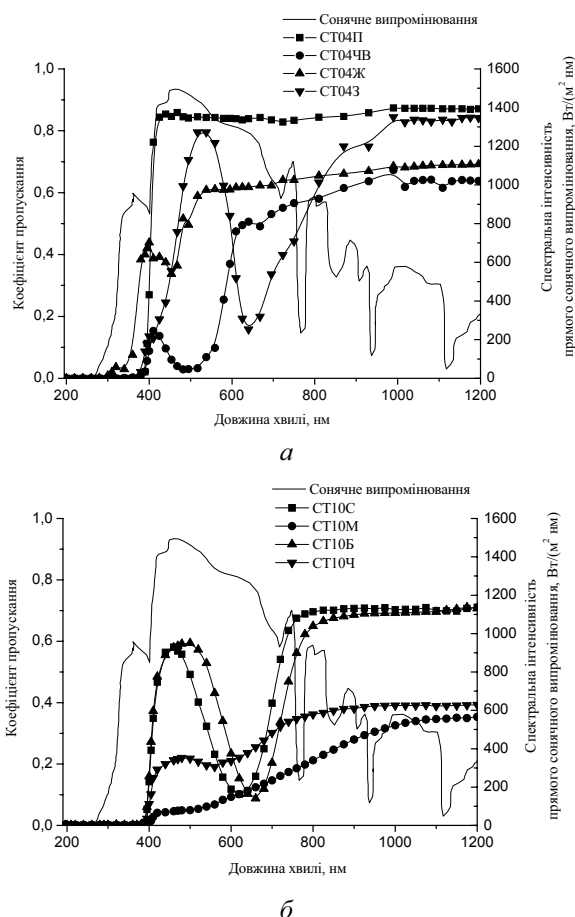 Сонячне випромінювання
СТ04П
СТ04ЧВ
СТ04Ж
СТ04З
1,0
0,8
0,6
0,4
0,2
0,0
1600
1400
1200
1000
800
600
400
200
0
Коефіцієнт пропускання
Спектральна інтенсивність
прямого сонячного випромінювання, Вт/(м² нм)
200 400 600 800 1000 1200
Довжина хвилі, нм
а
Сонячне випромінювання
СТ10С
СТ10М
СТ10Б
СТ10Ч
1,0
0,8
0,6
0,4
0,2
0,0
1600
1400
1200
1000
800
600
400
200
0
Коефіцієнт пропускання
Спектральна інтенсивність
прямого сонячного випромінювання, Вт/(м² нм)
200 400 600 800 1000 1200
Довжина хвилі, нм
б